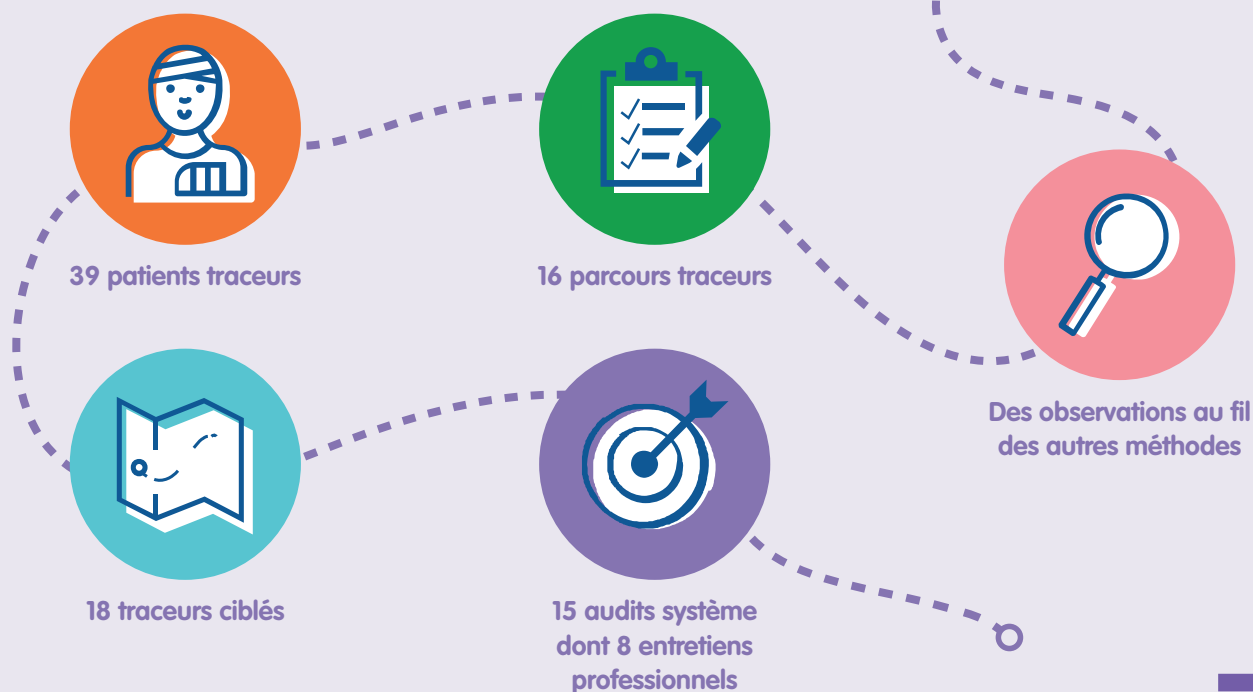 39 patients traceurs
16 parcours traceurs
Des observations au fil
des autres méthodes
18 traceurs ciblés
15 audits système
dont 8 entretiens
professionnels